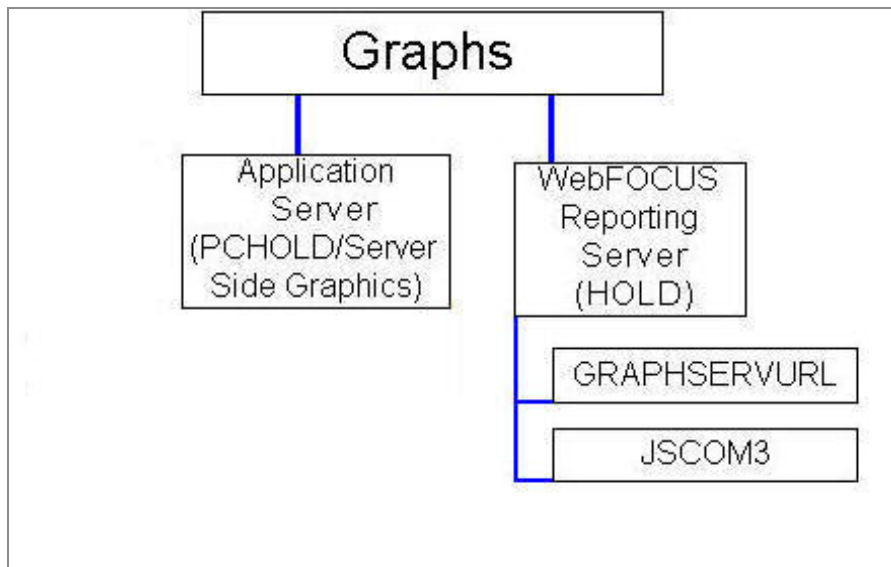 Graphs
Application
Server
(PCHOLD/Server
Side Graphics)
WebFOCUS
Reporting
Server
(HOLD)
GRAPHSERVURL
JSCOM3